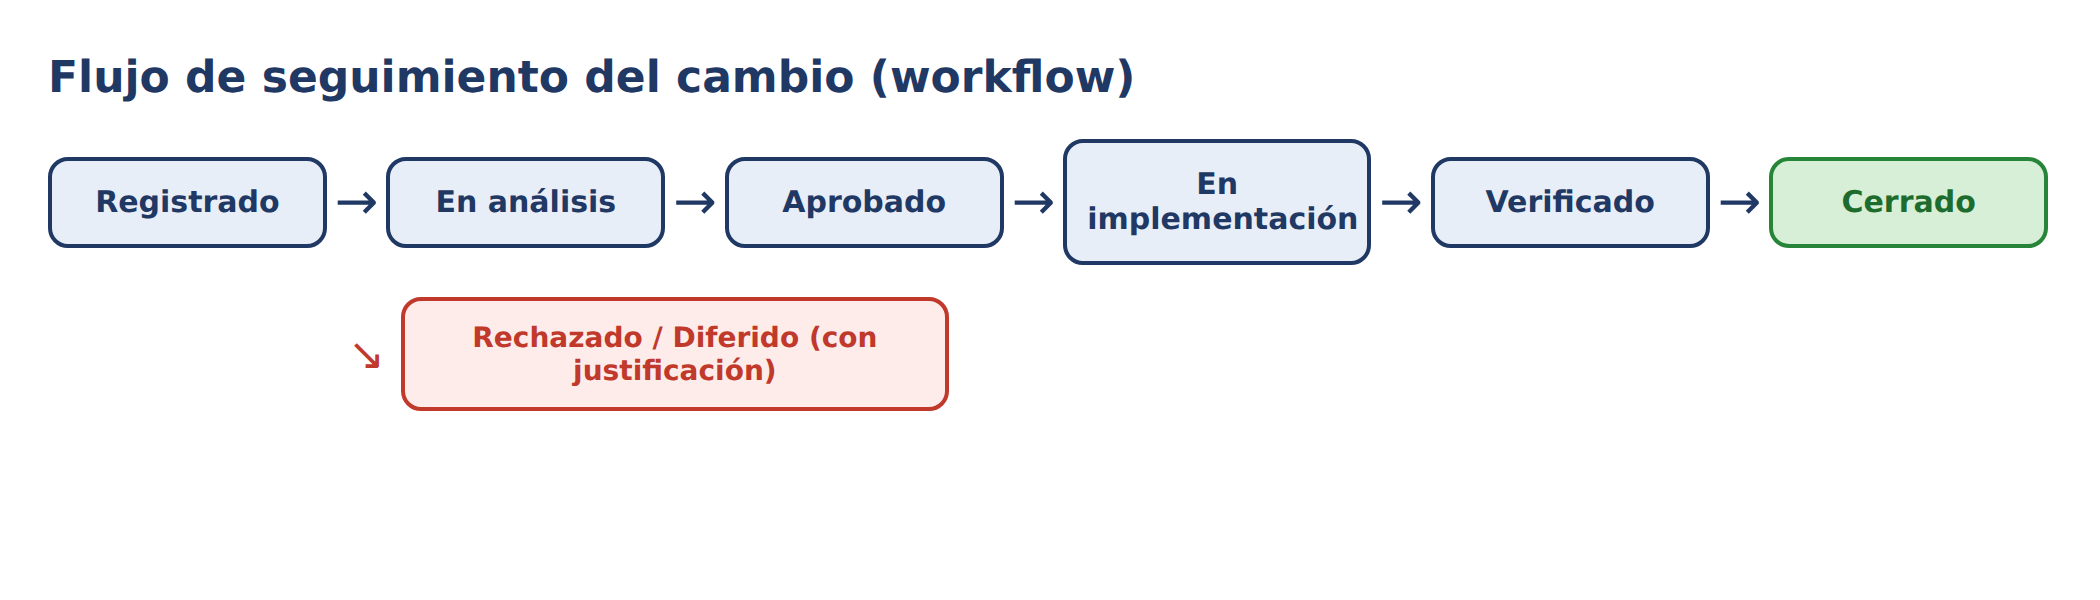 Flujo de seguimiento del cambio (workflow)
Registrado → En análisis → Aprobado → En implementación → Verificado → Cerrado
↘ Rechazado / Diferido (con
justificación)